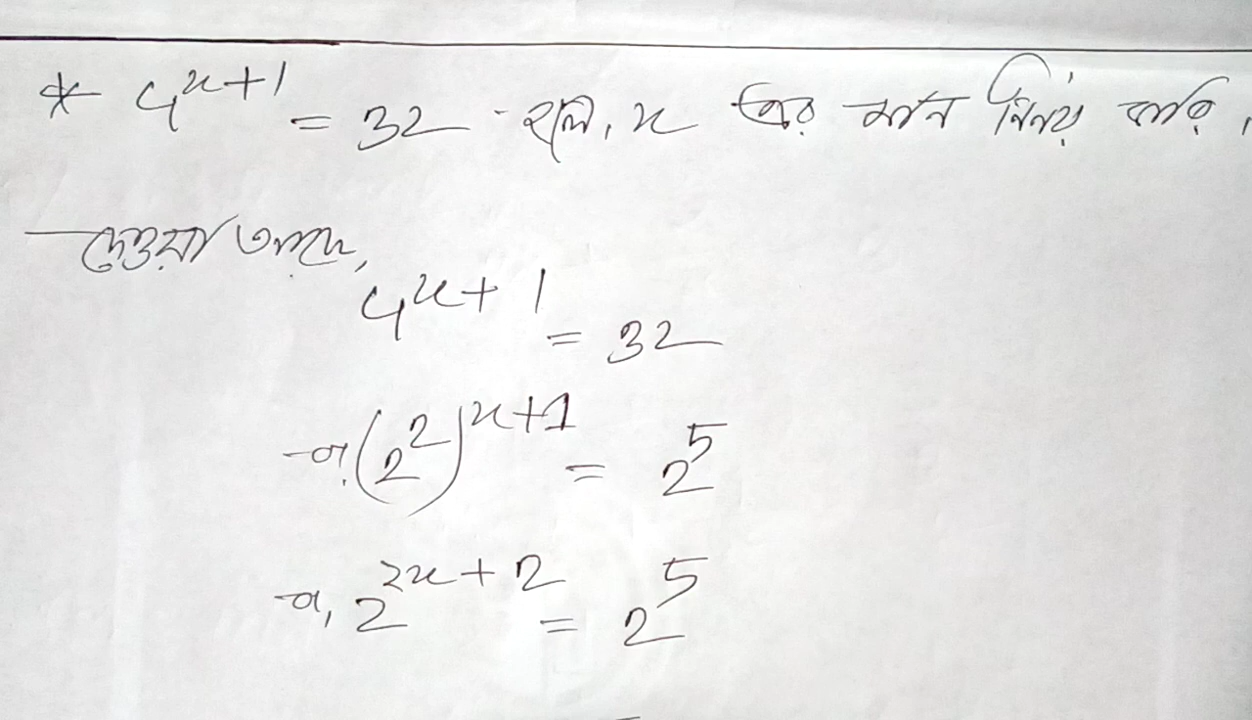 * 4^{x+1} = 32 হলে, x এর মান নির্ণয় করি,
দেওয়া আছে,
4^{x+1} = 32
বা, (2^2)^{x+1} = 2^5
বা, 2^{2x+2} = 2^5